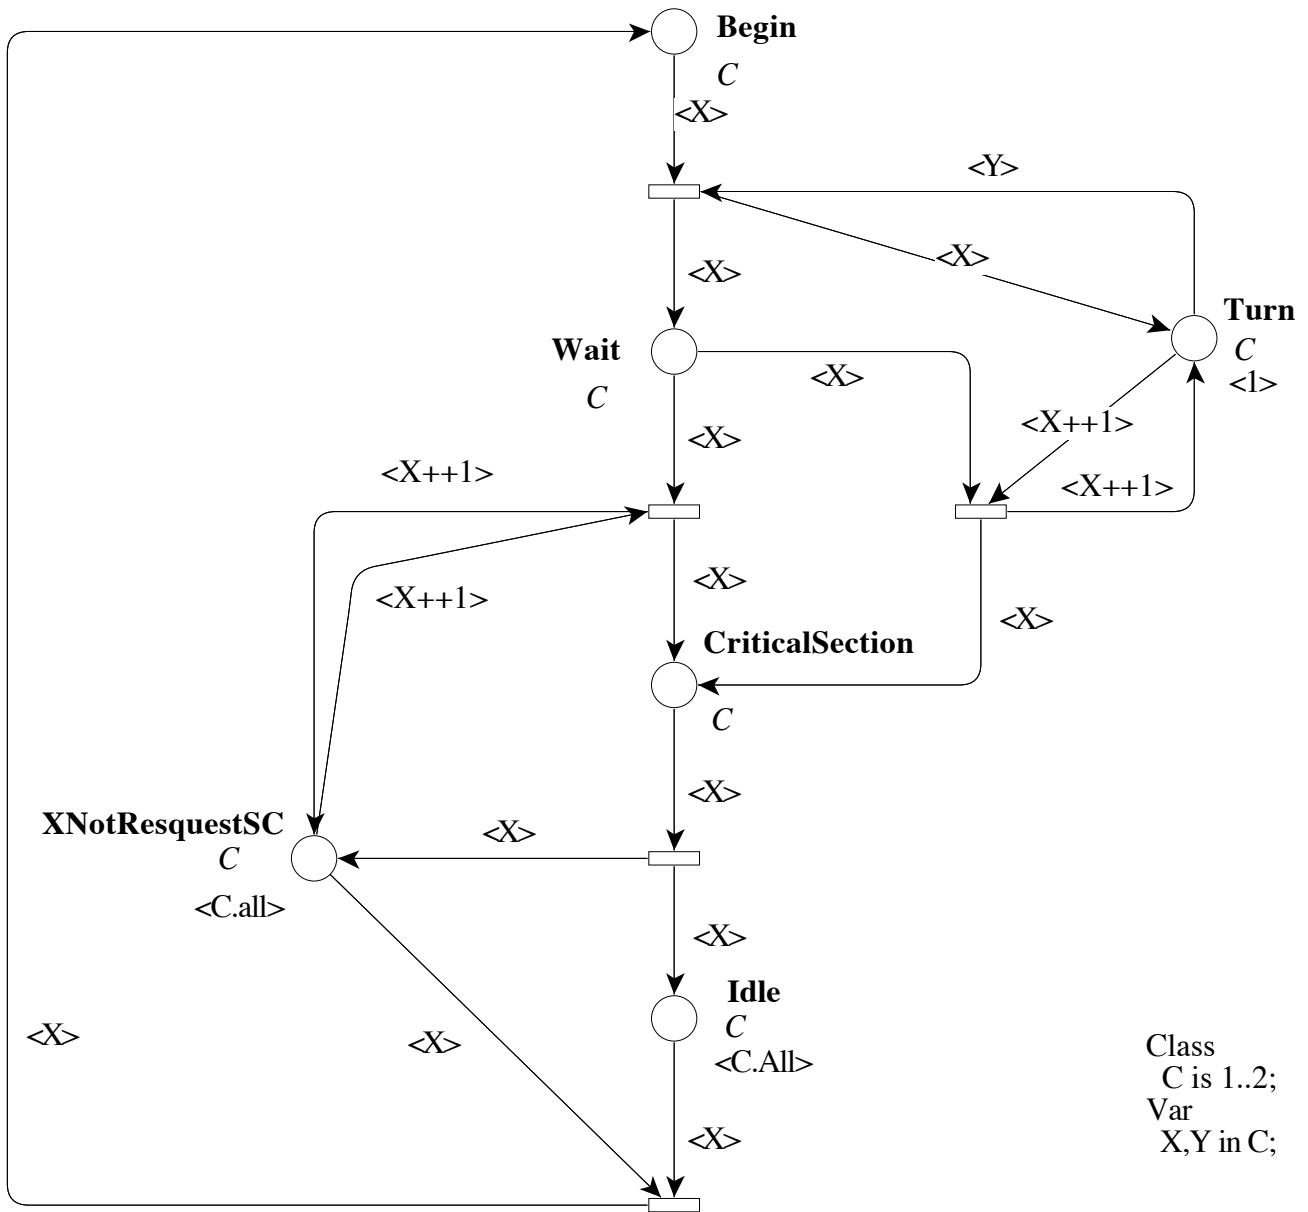 Begin
C
<X>
<Y>
<X>
<X>
Turn
C
<1>
Wait
C
<X>
<X>
<X++1>
<X++1>
<X++1>
<X++1>
<X>
<X>
CriticalSection
C
<X>
XNotResquestSC
C
<C.all>
<X>
<X>
Idle
C
<C.All>
<X>
<X>
<X>
Class
C is 1..2;
Var
X,Y in C;